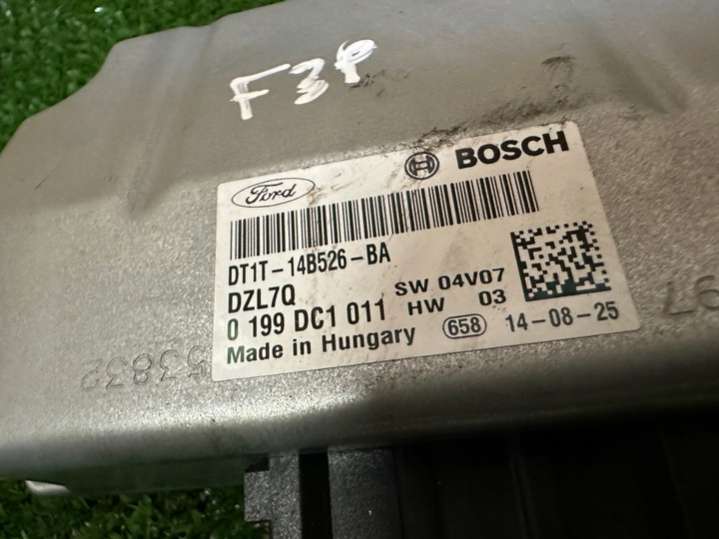 F3P
Ford
BOSCH
DT1T-14B526-BA
DZL7Q
SW 04V07
0 199 DC1 011
HW 03
Made in Hungary
658
14-08-25
53832
97